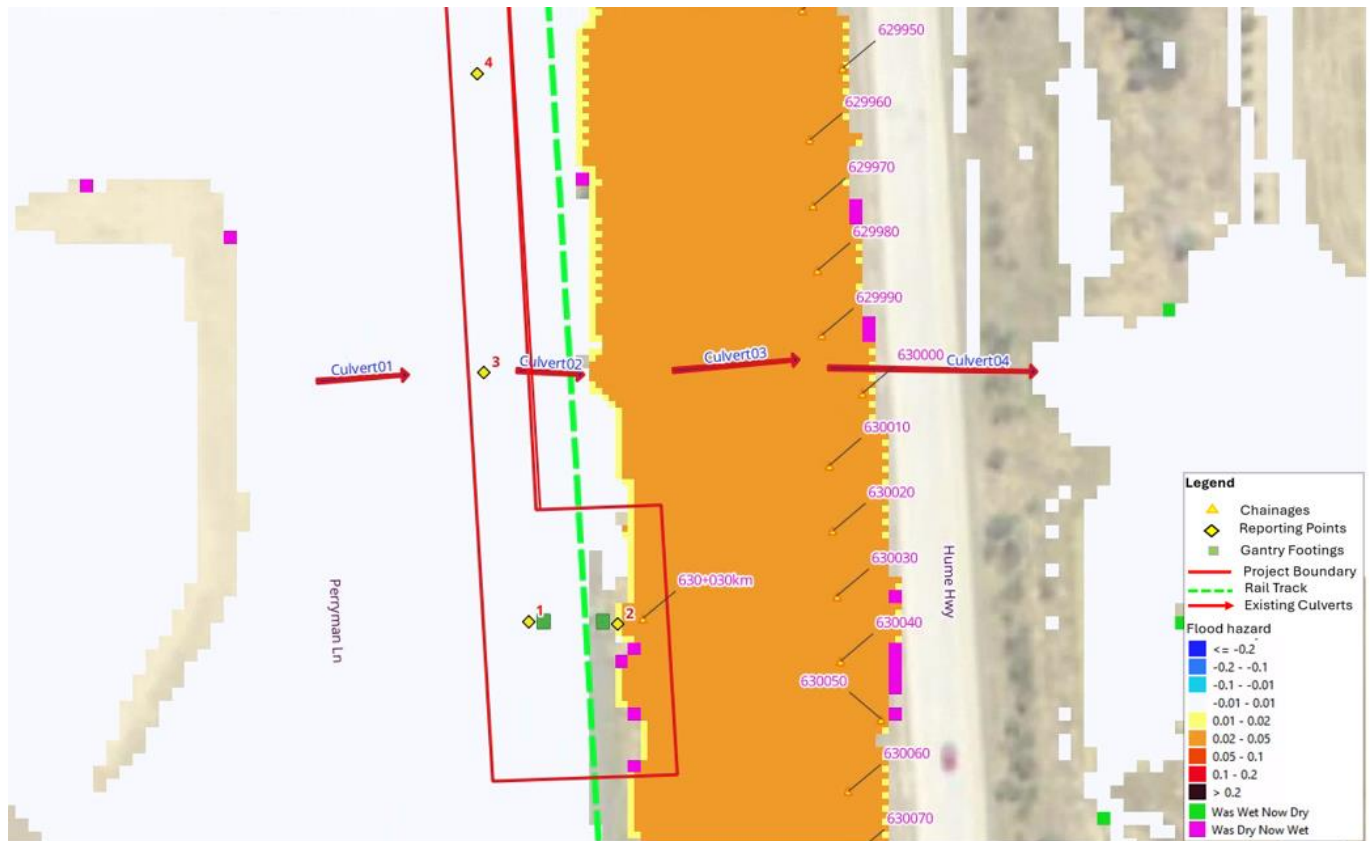 629950
4
629960
629970
629980
629990
3
Culvert01
Culvert02
Culvert03
630000
Culvert04
630010
630020
630030
630+030km
1
2
630040
630050
630060
630070
Perryman Ln
Hume Hwy
Legend
Chainages
Reporting Points
Gantry Footings
Project Boundary
Rail Track
Existing Culverts
Flood hazard
<= -0.2
-0.2 - -0.1
-0.1 - -0.01
-0.01 - 0.01
0.01 - 0.02
0.02 - 0.05
0.05 - 0.1
0.1 - 0.2
> 0.2
Was Wet Now Dry
Was Dry Now Wet